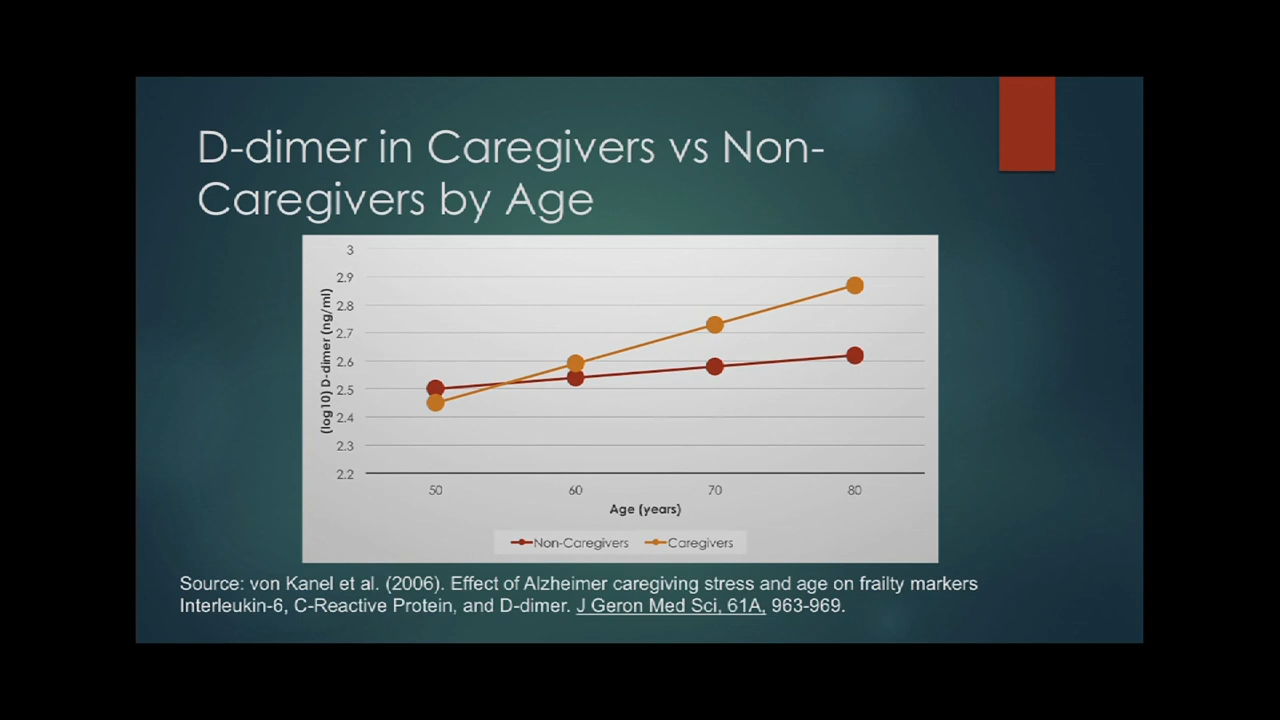 D-dimer in Caregivers vs Non-
Caregivers by Age
(log10) D-dimer (ng/ml)
3
2.9
2.8
2.7
2.6
2.5
2.4
2.3
2.2
50 60 70 80
Age (years)
Non-Caregivers Caregivers
Source: von Kanel et al. (2006). Effect of Alzheimer caregiving stress and age on frailty markers
Interleukin-6, C-Reactive Protein, and D-dimer. J Geron Med Sci, 61A, 963-969.